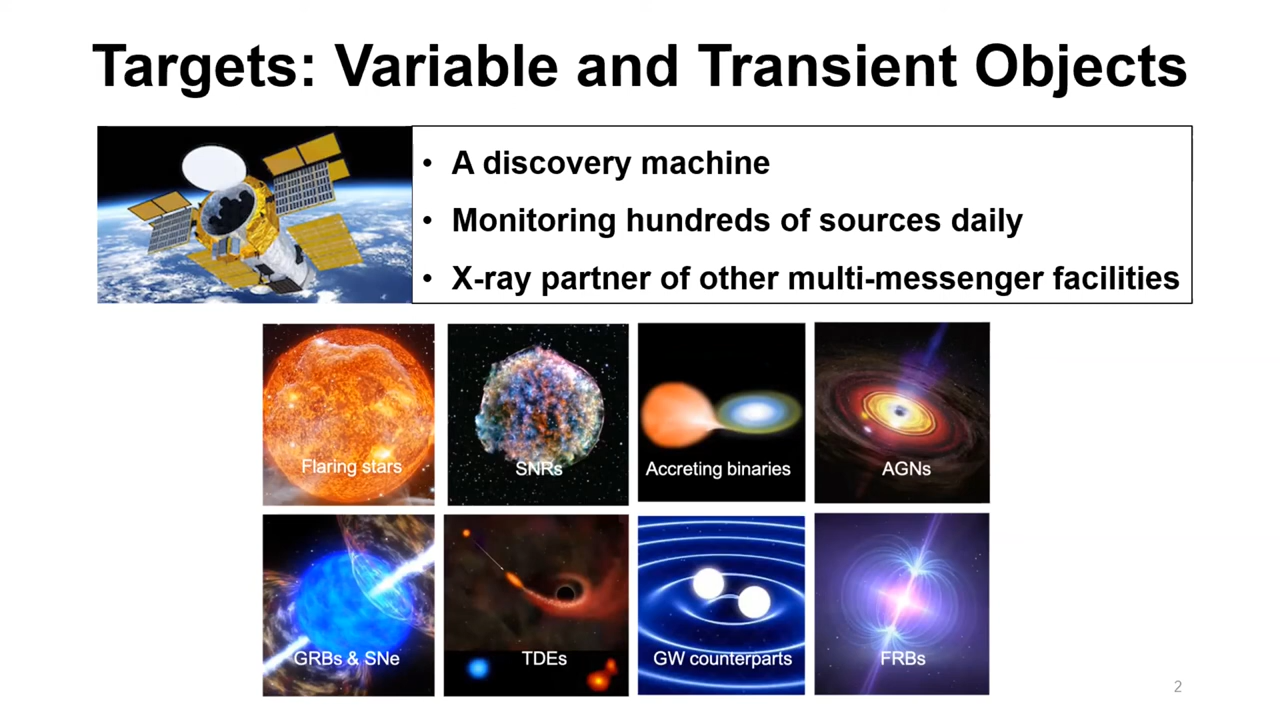 Targets: Variable and Transient Objects
• A discovery machine
• Monitoring hundreds of sources daily
• X-ray partner of other multi-messenger facilities
Flaring stars
SNRs
Accreting binaries
AGNs
GRBs & SNe
TDEs
GW counterparts
FRBs
2